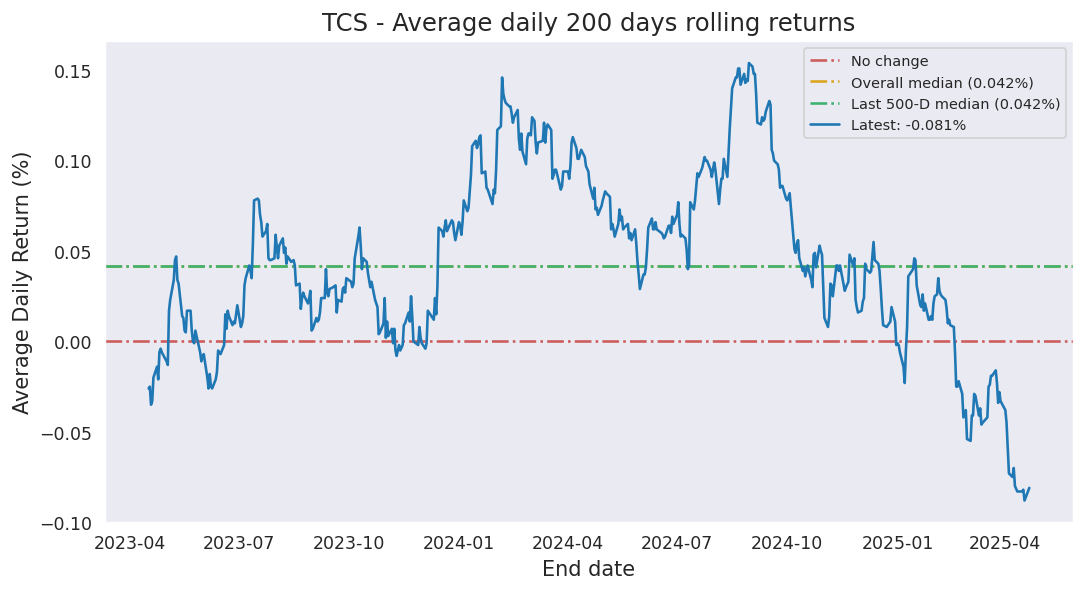 TCS - Average daily 200 days rolling returns
No change
Overall median (0.042%)
Last 500-D median (0.042%)
Latest: -0.081%
Average Daily Return (%)
0.15
0.10
0.05
0.00
−0.05
−0.10
2023-04 2023-07 2023-10 2024-01 2024-04 2024-07 2024-10 2025-01 2025-04
End date